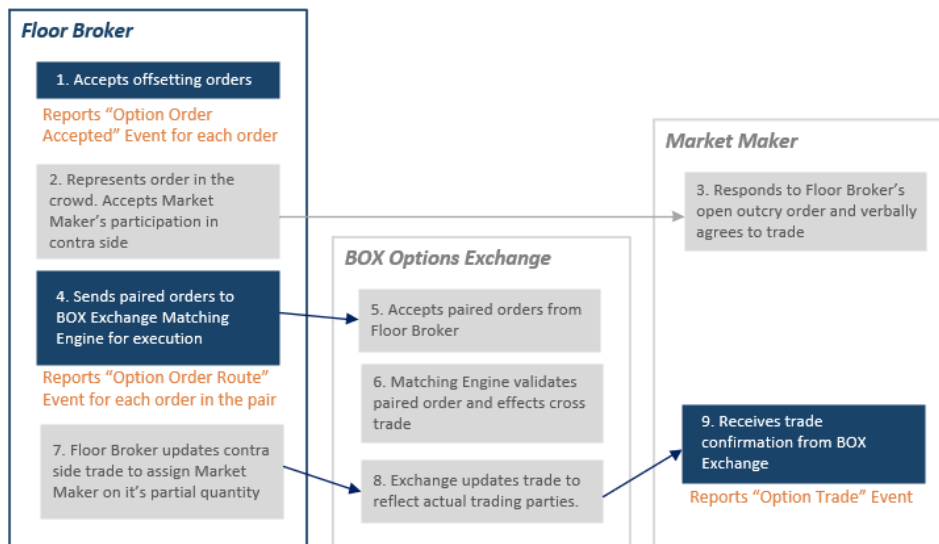 Floor Broker
1. Accepts offsetting orders
Reports “Option Order
Accepted” Event for each order
2. Represents order in the
crowd. Accepts Market
Maker’s participation in
contra side
4. Sends paired orders to
BOX Exchange Matching
Engine for execution
Reports “Option Order Route”
Event for each order in the pair
7. Floor Broker updates contra
side trade to assign Market
Maker on it’s partial quantity
BOX Options Exchange
5. Accepts paired orders from
Floor Broker
6. Matching Engine validates
paired order and effects cross
trade
8. Exchange updates trade to
reflect actual trading parties.
Market Maker
3. Responds to Floor Broker’s
open outcry order and verbally
agrees to trade
9. Receives trade
confirmation from BOX
Exchange
Reports “Option Trade” Event